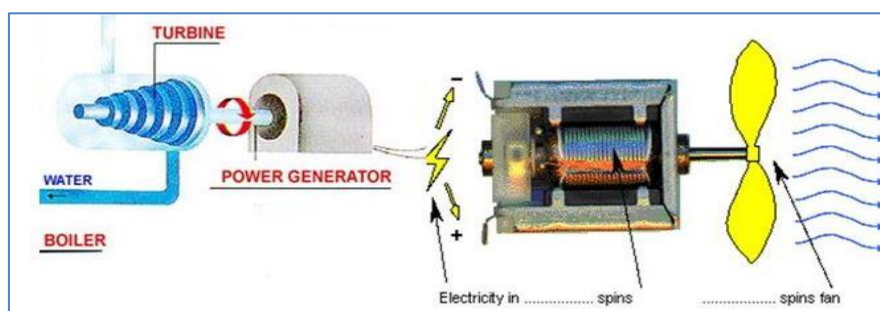 TURBINE
WATER
POWER GENERATOR
BOILER
−
+
Electricity in ................. spins
.................. spins fan